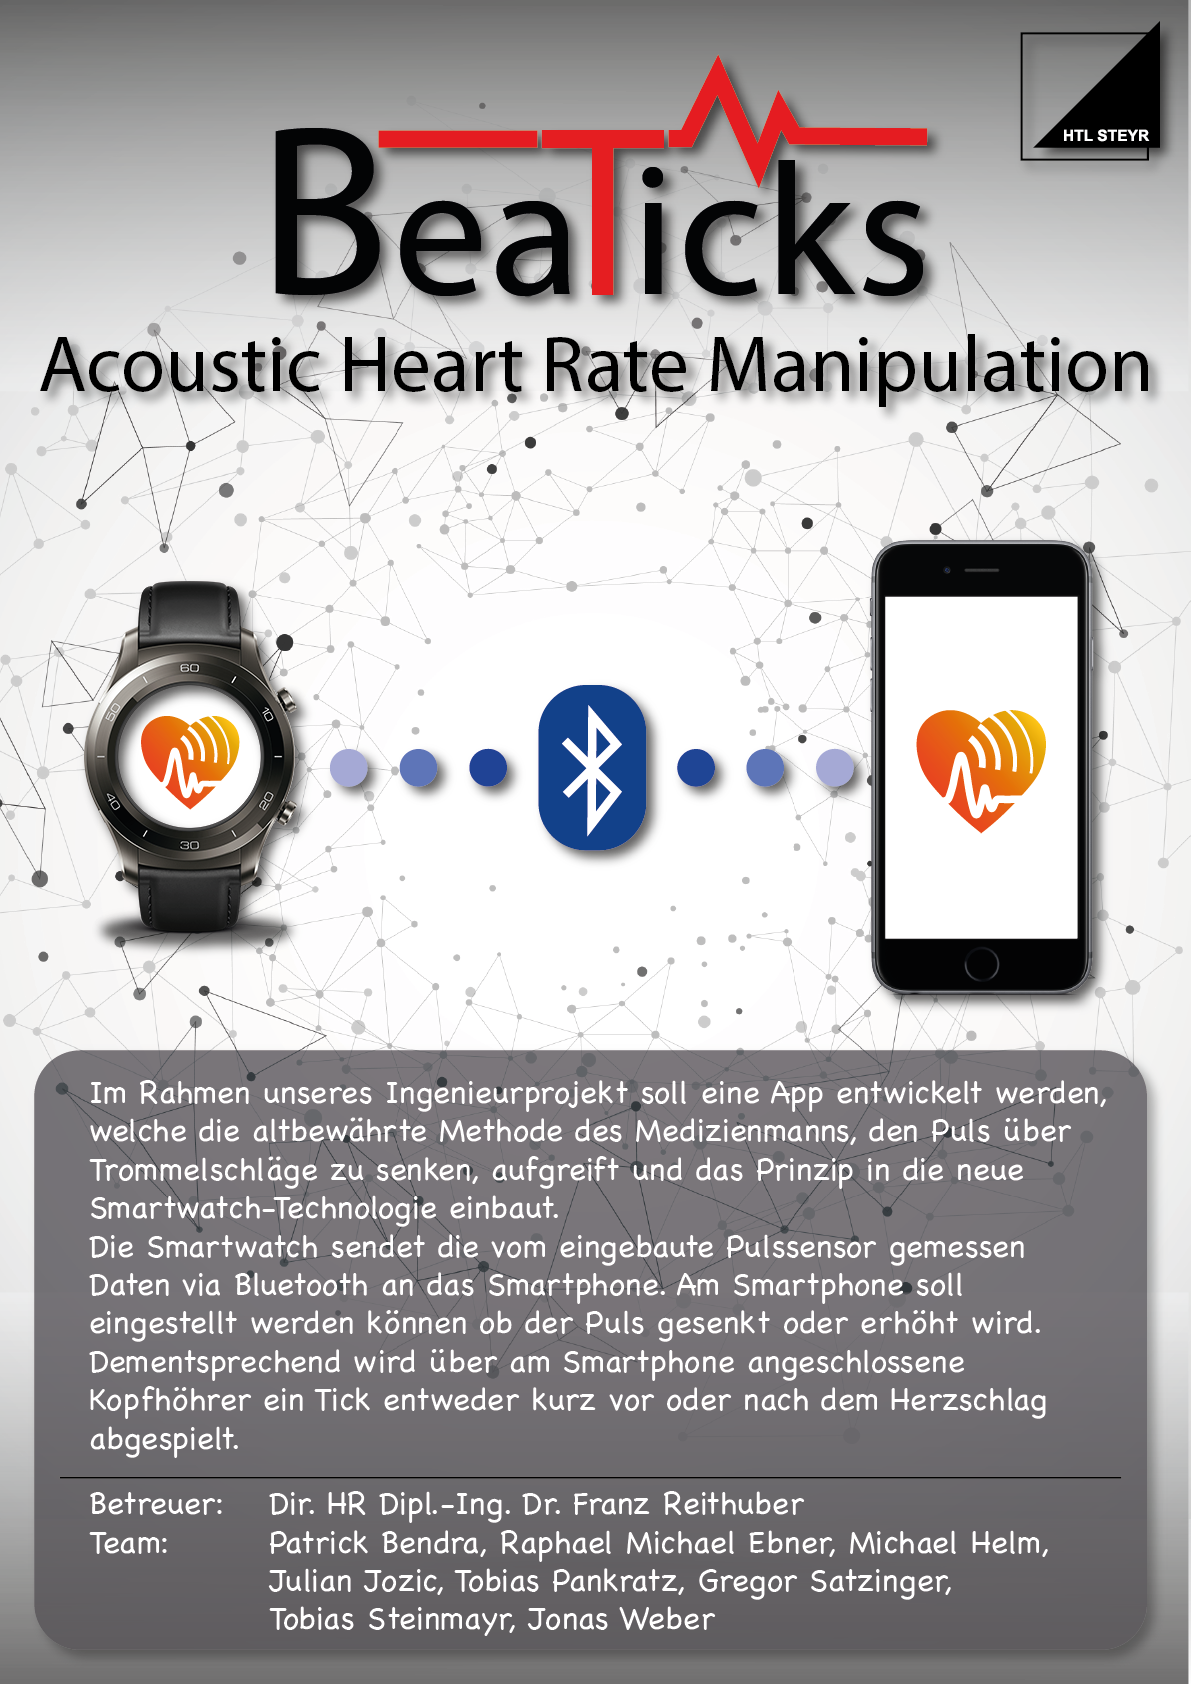 HTL STEYR
BeaTicks
Acoustic Heart Rate Manipulation
60
50
10
40
20
30
Im Rahmen unseres Ingenieurprojekt soll eine App entwickelt werden,
welche die altbewährte Methode des Medizienmanns, den Puls über
Trommelschläge zu senken, aufgreift und das Prinzip in die neue
Smartwatch-Technologie einbaut.
Die Smartwatch sendet die vom eingebaute Pulssensor gemessen
Daten via Bluetooth an das Smartphone. Am Smartphone soll
eingestellt werden können ob der Puls gesenkt oder erhöht wird.
Dementsprechend wird über am Smartphone angeschlossene
Kopfhöhrer ein Tick entweder kurz vor oder nach dem Herzschlag
abgespielt.
Betreuer: Dir. HR Dipl.-Ing. Dr. Franz Reithuber
Team: Patrick Bendra, Raphael Michael Ebner, Michael Helm,
Julian Jozic, Tobias Pankratz, Gregor Satzinger,
Tobias Steinmayr, Jonas Weber